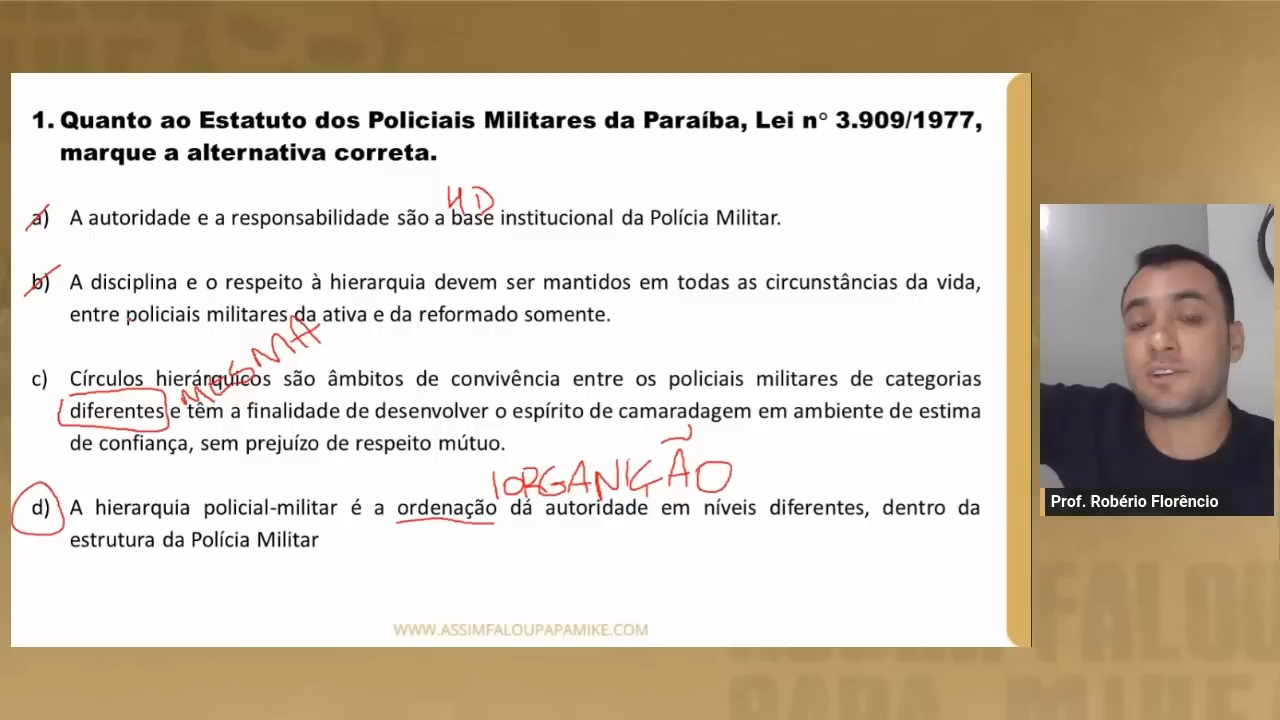 1. Quanto ao Estatuto dos Policiais Militares da Paraíba, Lei nº 3.909/1977,
marque a alternativa correta.
HD
a) A autoridade e a responsabilidade são a base institucional da Polícia Militar.
b) A disciplina e o respeito à hierarquia devem ser mantidos em todas as circunstâncias da vida,
entre policiais militares da ativa e da reformado somente.
MESMA
c) Círculos hierárquicos são âmbitos de convivência entre os policiais militares de categorias
diferentes e têm a finalidade de desenvolver o espírito de camaradagem em ambiente de estima
de confiança, sem prejuízo de respeito mútuo.
d) A hierarquia policial-militar é a ordenação dá autoridade em níveis diferentes, dentro da
estrutura da Polícia Militar
WWW.ASSIMFALOUPAPAMIKE.COM
Prof. Robério Florêncio